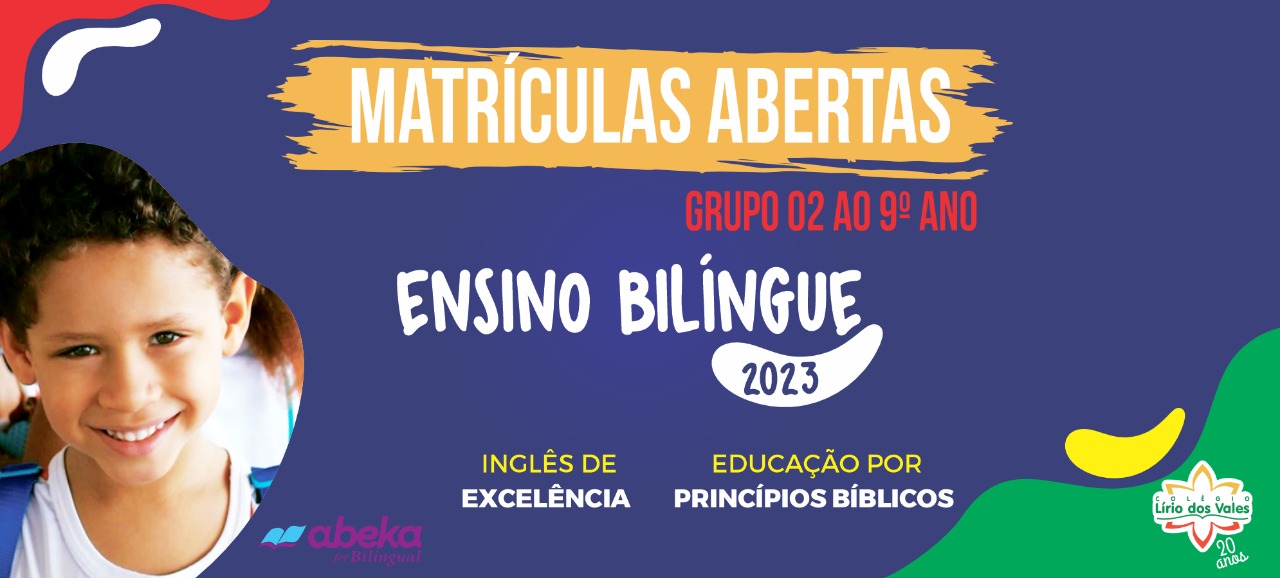 MATRÍCULAS ABERTAS
GRUPO 02 AO 9º ANO
ENSINO BILÍNGUE
2023
INGLÊS DE
EXCELÊNCIA
EDUCAÇÃO POR
PRINCÍPIOS BÍBLICOS
abeka
for Bilingual
COLÉGIO
Lírio dos Vales
20
anos